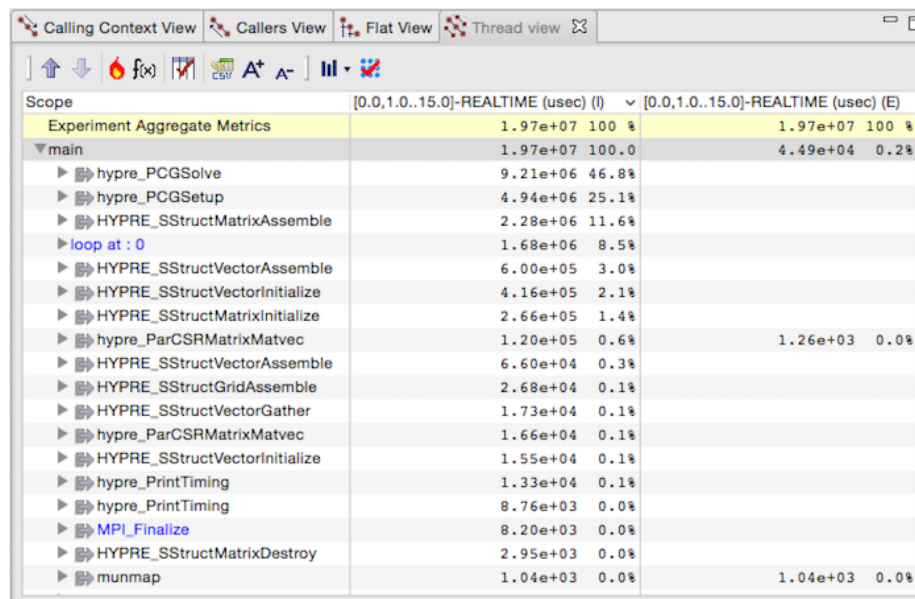 Calling Context View Callers View Flat View Thread view
f(x) CSV A+ A-
Scope [0.0,1.0..15.0]-REALTIME (usec) (I) [0.0,1.0..15.0]-REALTIME (usec) (E)
Experiment Aggregate Metrics 1.97e+07 100 % 1.97e+07 100 %
main 1.97e+07 100.0 4.49e+04 0.2%
hypre_PCGSolve 9.21e+06 46.8%
hypre_PCGSetup 4.94e+06 25.1%
HYPRE_SStructMatrixAssemble 2.28e+06 11.6%
loop at : 0 1.68e+06 8.5%
HYPRE_SStructVectorAssemble 6.00e+05 3.0%
HYPRE_SStructVectorInitialize 4.16e+05 2.1%
HYPRE_SStructMatrixInitialize 2.66e+05 1.4%
hypre_ParCSRMatrixMatvec 1.20e+05 0.6% 1.26e+03 0.0%
HYPRE_SStructVectorAssemble 6.60e+04 0.3%
HYPRE_SStructGridAssemble 2.68e+04 0.1%
HYPRE_SStructVectorGather 1.73e+04 0.1%
hypre_ParCSRMatrixMatvec 1.66e+04 0.1%
HYPRE_SStructVectorInitialize 1.55e+04 0.1%
hypre_PrintTiming 1.33e+04 0.1%
hypre_PrintTiming 8.76e+03 0.0%
MPI_Finalize 8.20e+03 0.0%
HYPRE_SStructMatrixDestroy 2.95e+03 0.0%
munmap 1.04e+03 0.0% 1.04e+03 0.0%